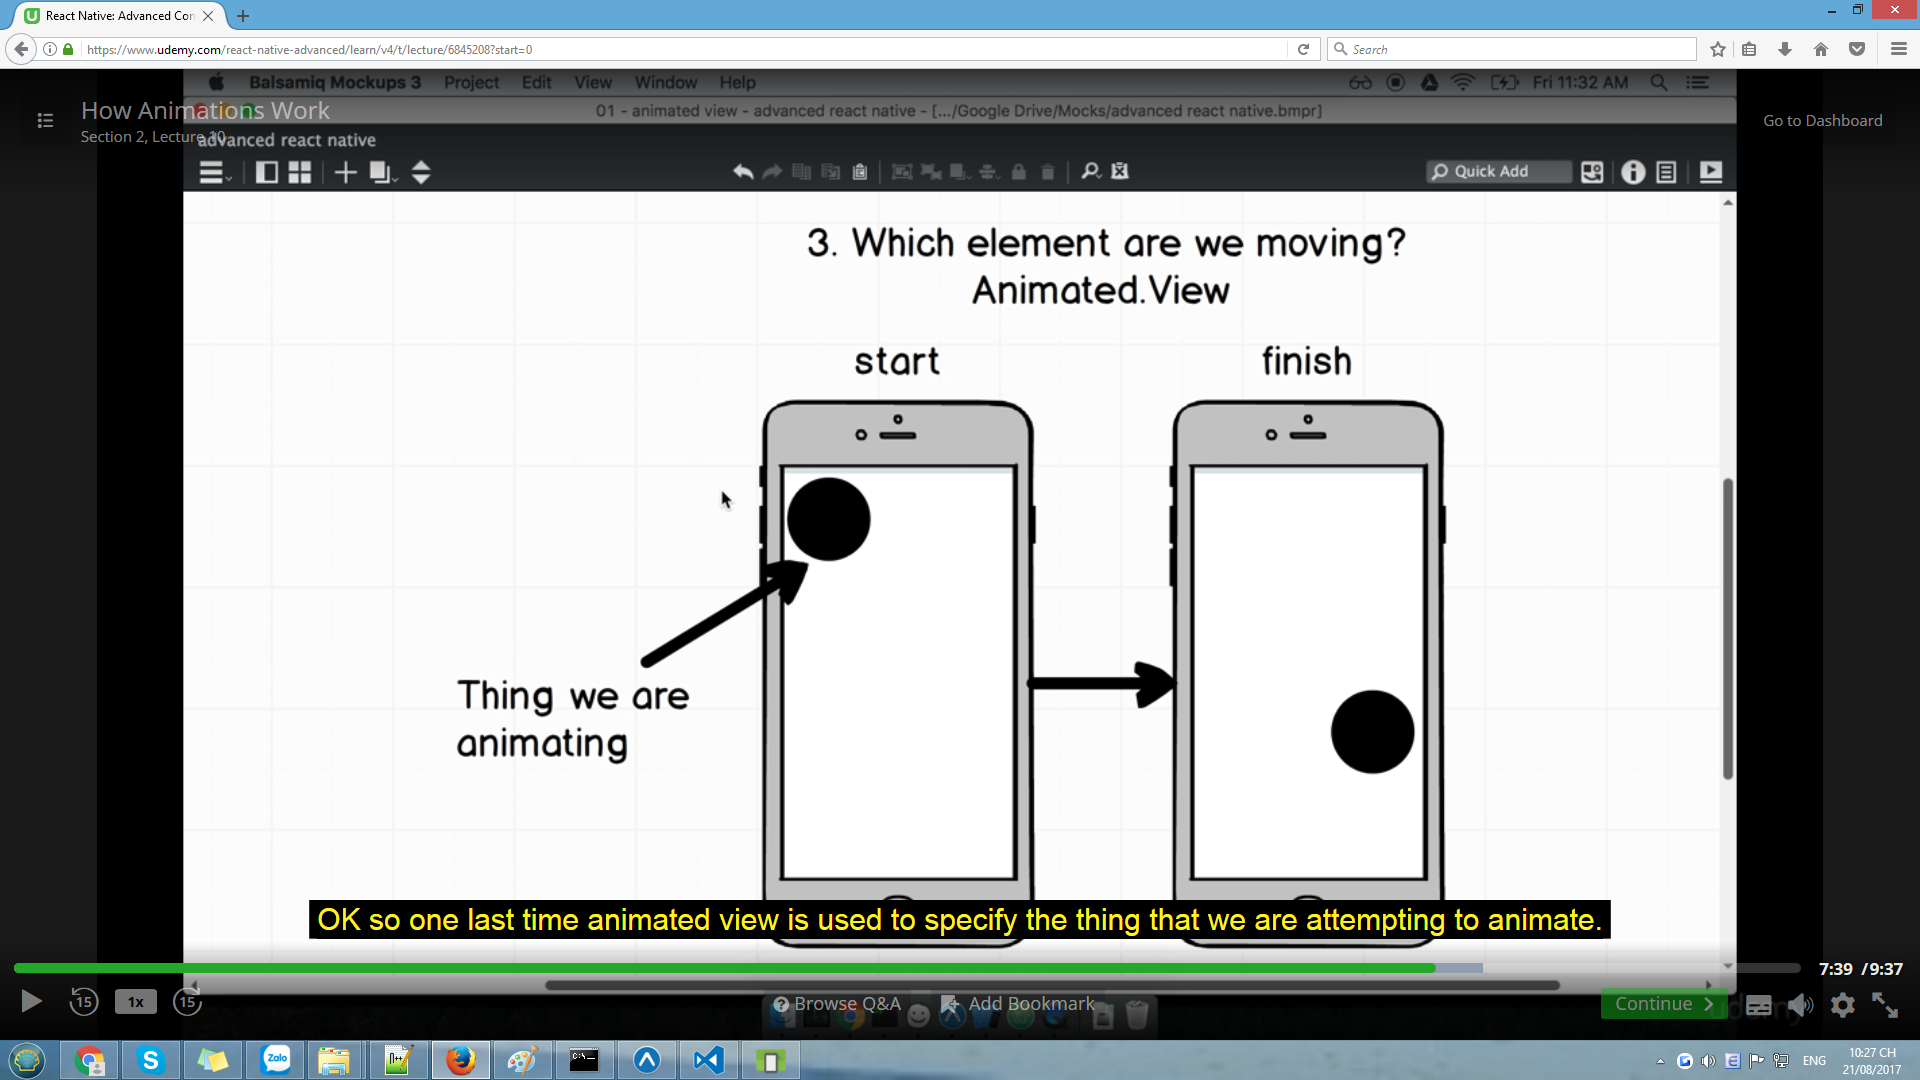 React Native: Advanced Con
https://www.udemy.com/react-native-advanced/learn/v4/t/lecture/6845208?start=0
Search
Balsamiq Mockups 3 Project Edit View Window Help
Fri 11:32 AM
How Animations Work
01 - animated view - advanced react native - [.../Google Drive/Mocks/advanced react native.bmpr]
Go to Dashboard
Section 2, Lecture 10
advanced react native
Quick Add
3. Which element are we moving?
Animated.View
start
finish
Thing we are
animating
OK so one last time animated view is used to specify the thing that we are attempting to animate.
7:39 / 9:37
15
1x
15
Browse Q&A
Add Bookmark
Continue
udemy
Zalo
ENG
10:27 CH
21/08/2017